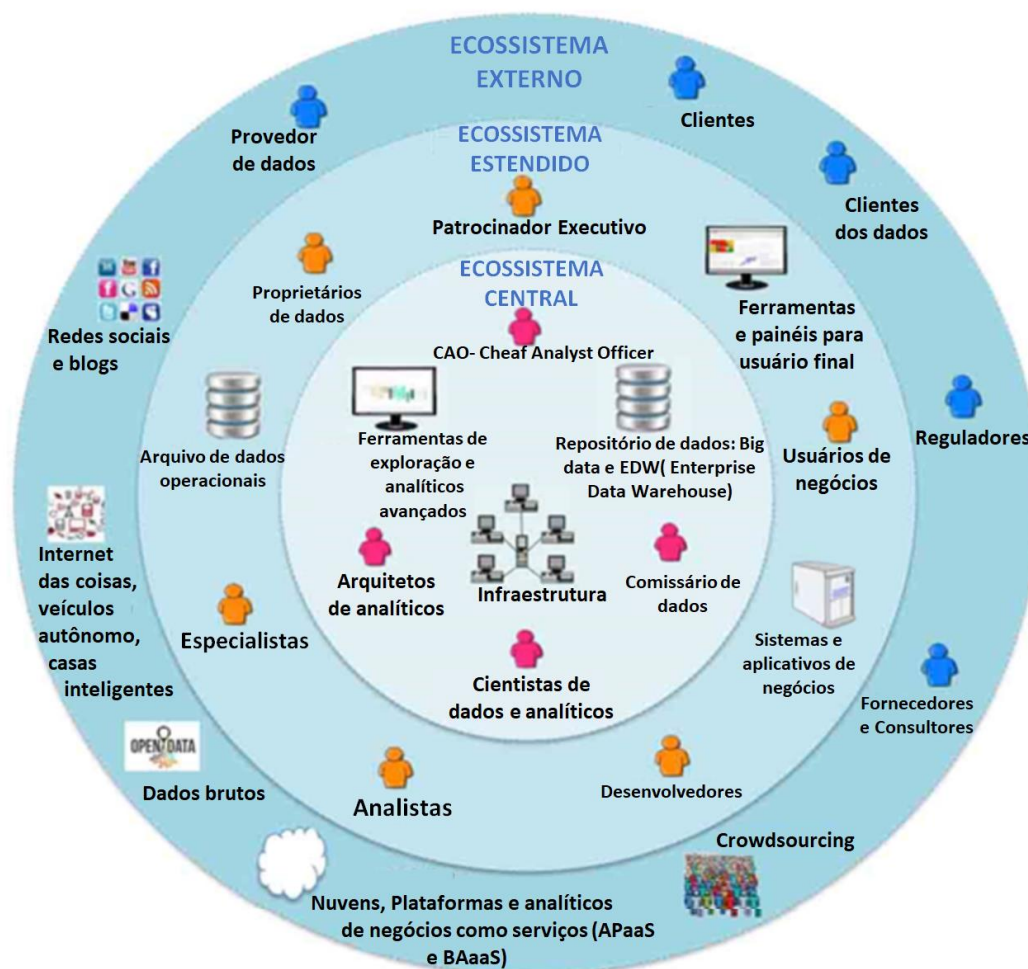 ECOSSISTEMA
EXTERNO
Provedor
de dados
Clientes
Clientes
dos dados
ECOSSISTEMA
ESTENDIDO
Patrocinador Executivo
Proprietários
de dados
Ferramentas
e painéis para
usuário final
Redes sociais
e blogs
ECOSSISTEMA
CENTRAL
CAO- Cheaf Analyst Officer
Arquivo de dados
operacionais
Ferramentas de
exploração e
analíticos
avançados
Repositório de dados: Big
data e EDW( Enterprise
Data Warehouse)
Usuários de
negócios
Reguladores
Internet
das coisas,
veículos
autônomo,
casas
inteligentes
Especialistas
Arquitetos
de analíticos
Infraestrutura
Comissário de
dados
Sistemas e
aplicativos de
negócios
Cientistas de
dados e analíticos
Fornecedores
e Consultores
OPEN DATA
Dados brutos
Analistas
Desenvolvedores
Crowdsourcing
Nuvens, Plataformas e analíticos
de negócios como serviços (APaaS
e BAaaS)